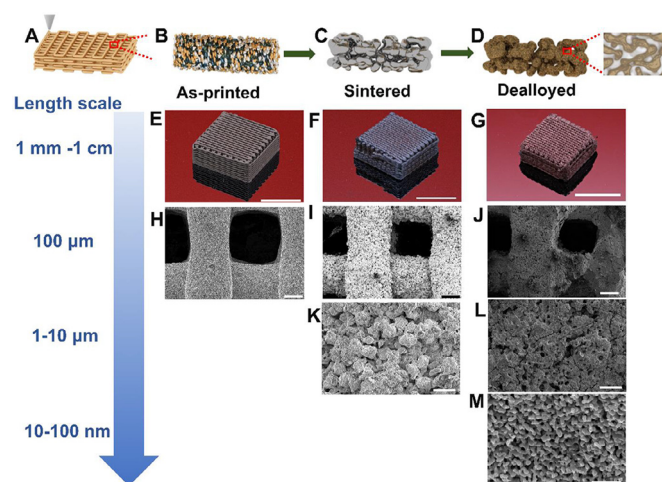 A
B
C
D
As-printed
Sintered
Dealloyed
Length scale
1 mm -1 cm
100 μm
1-10 μm
10-100 nm
E
F
G
H
I
J
K
L
M